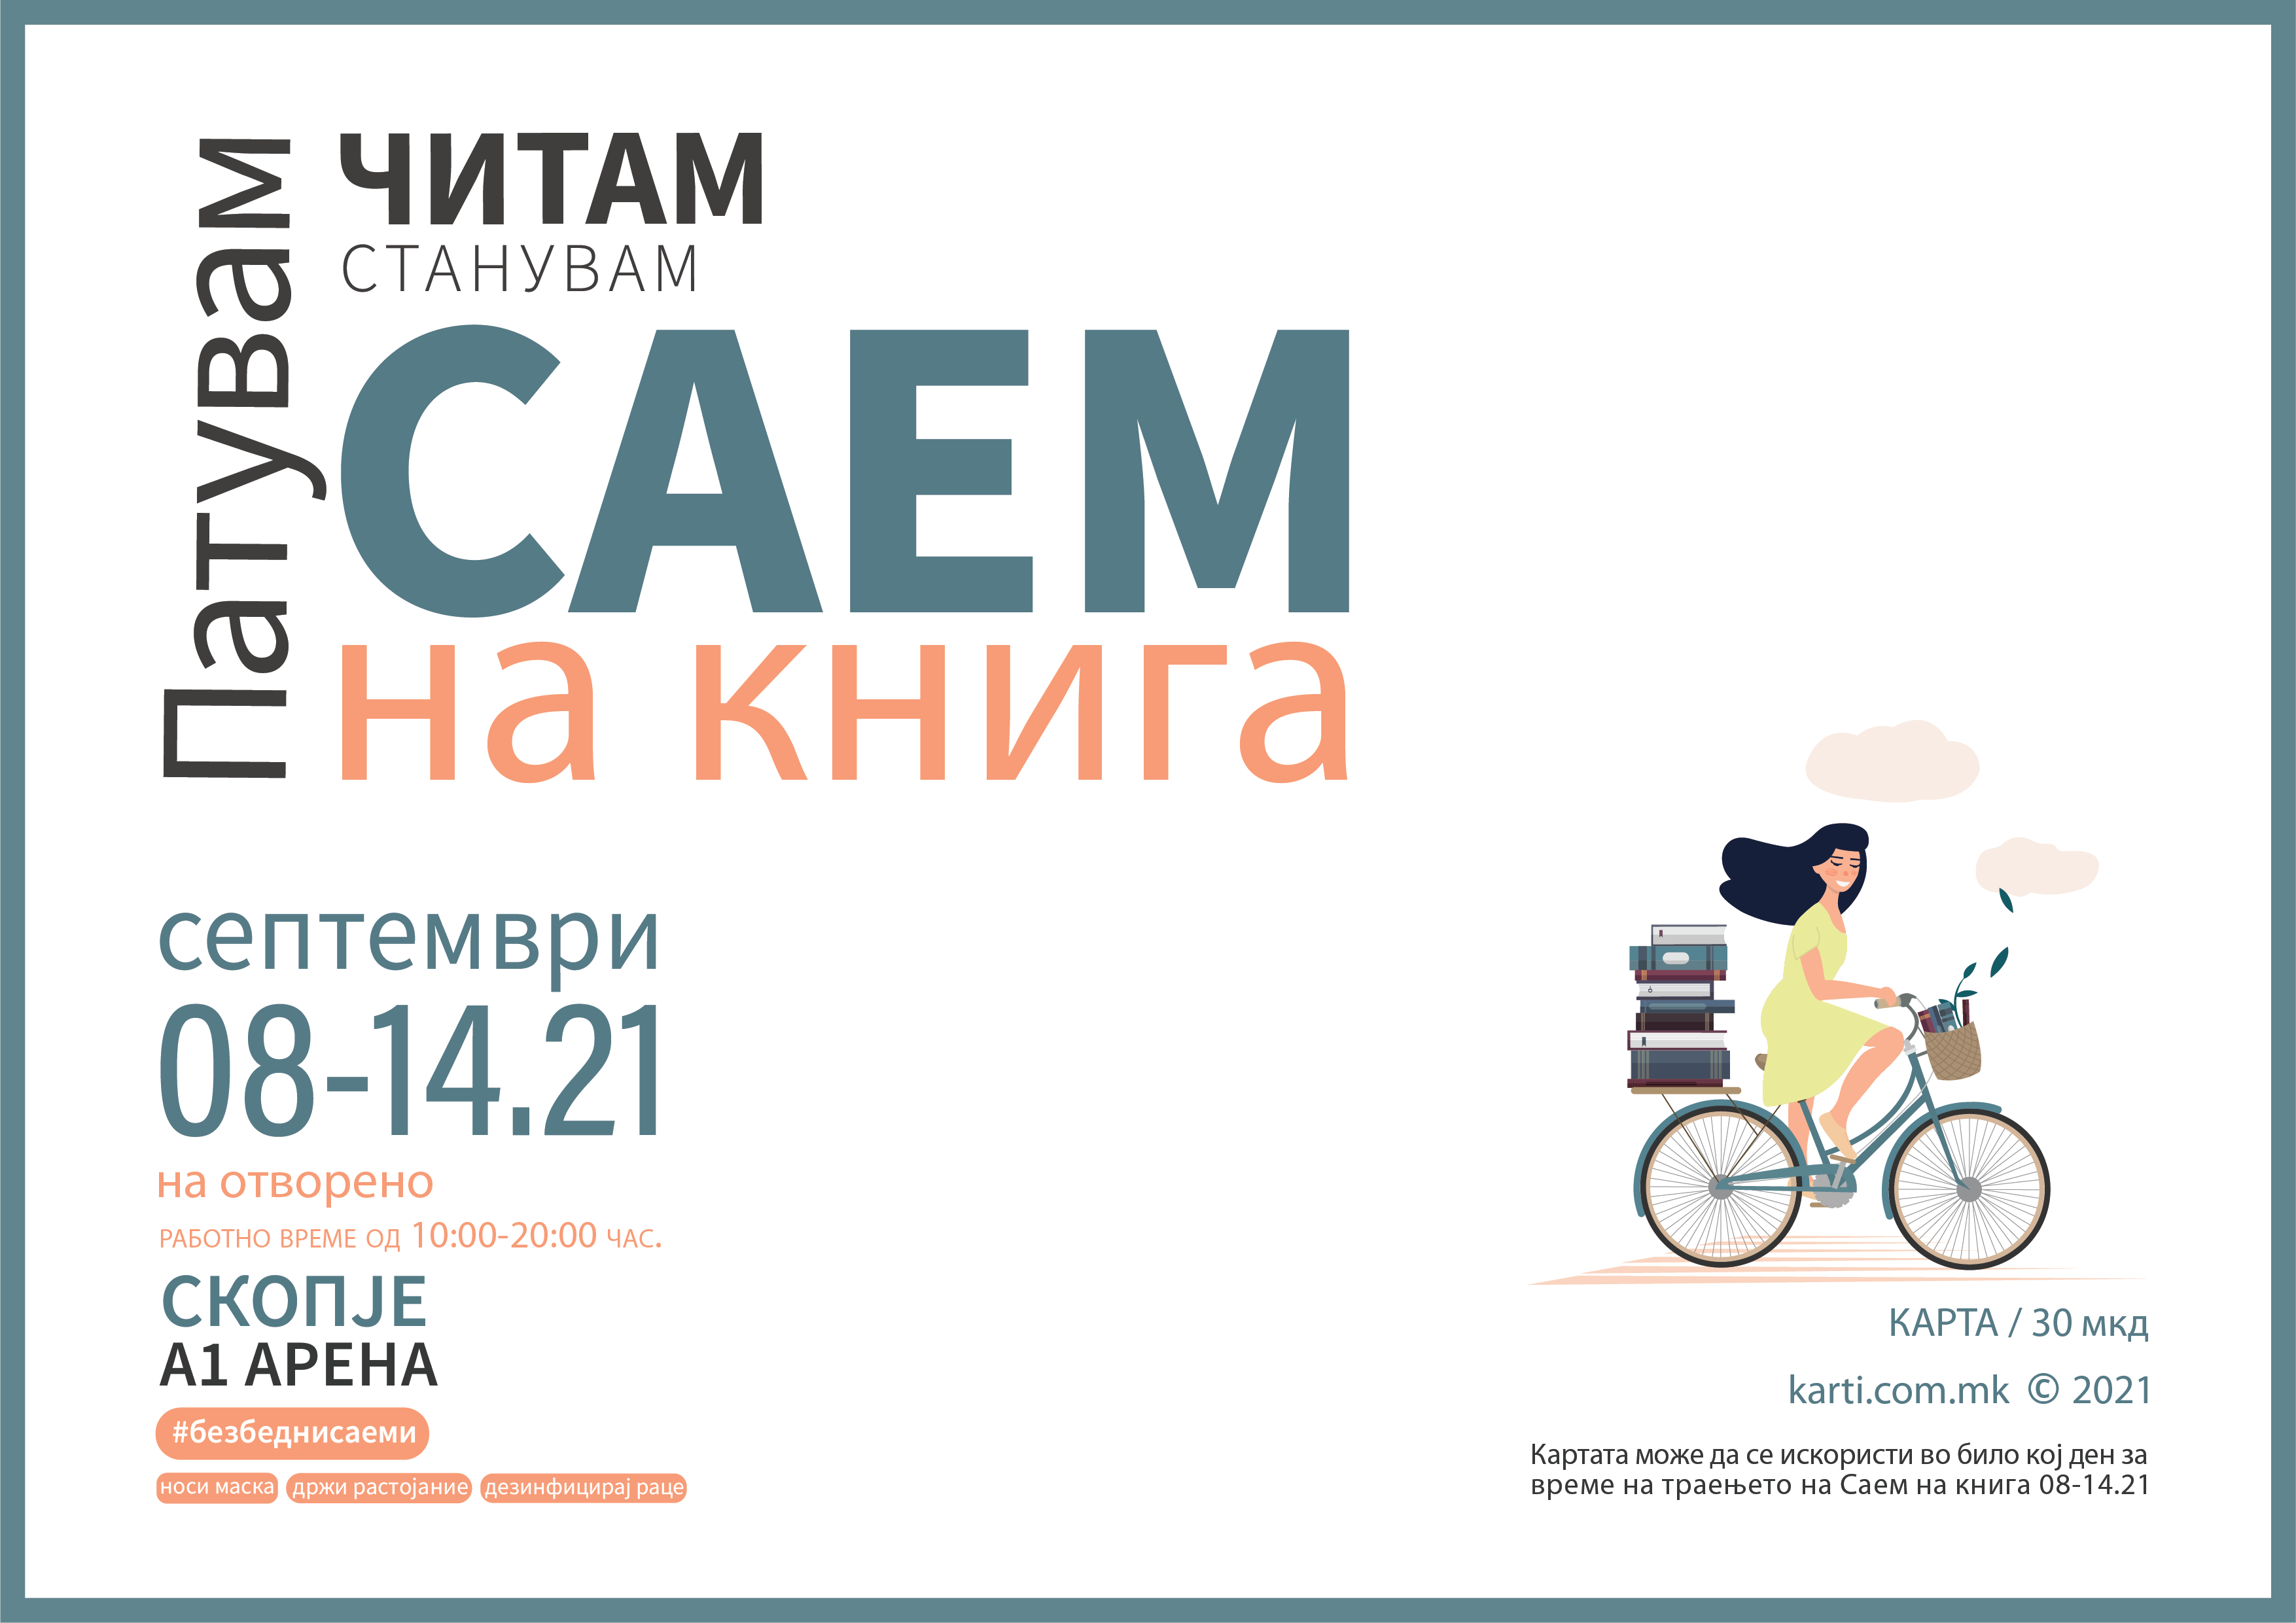 Патувам
ЧИТАМ
СТАНУВАМ
САЕМ
на книга
септември
08-14.21
на отворено
РАБОТНО ВРЕМЕ ОД 10:00-20:00 ЧАС.
СКОПЈЕ
А1 АРЕНА
#безбеднисаеми
носи маска држи растојание дезинфицирај раце
КАРТА / 30 мкд
karti.com.mk © 2021
Картата може да се искористи во било кој ден за
време на траењето на Саем на книга 08-14.21